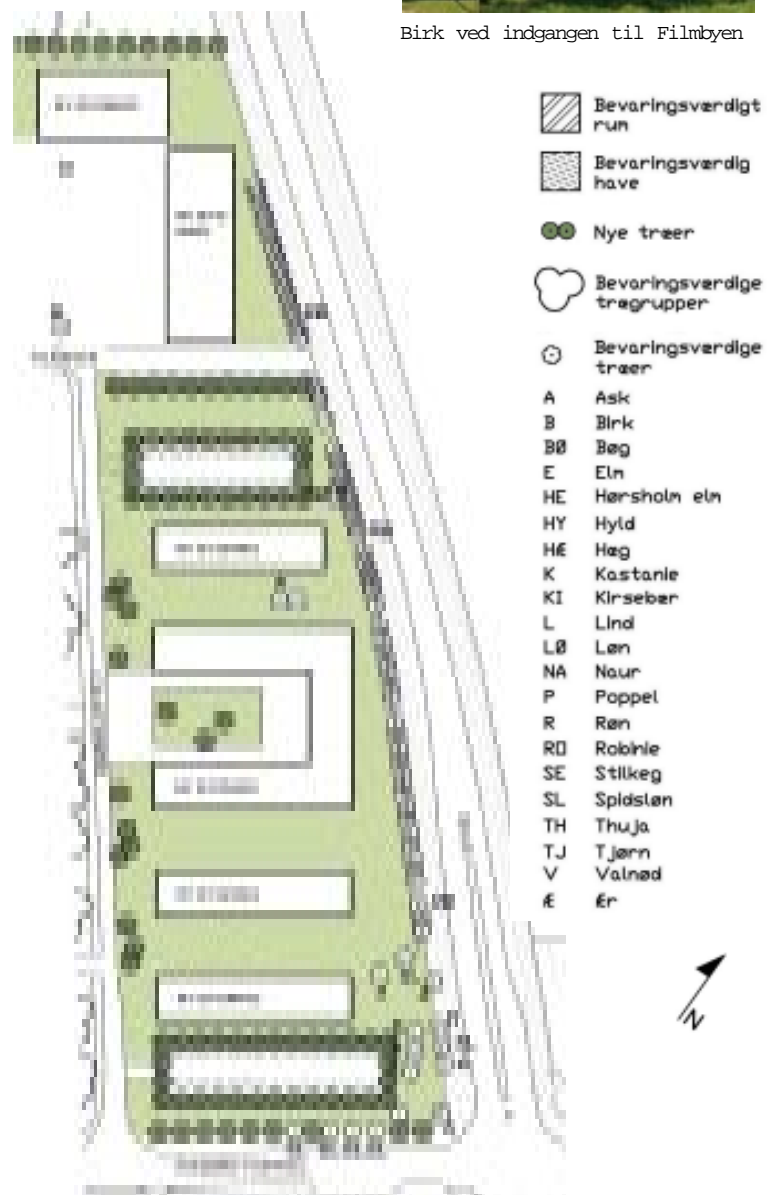 Birk ved indgangen til Filmbyen
Bevaringsværdigt
rum
Bevaringsværdig
have
Nye træer
Bevaringsværdige
trægrupper
Bevaringsværdige
træer
A Ask
B Birk
BØ Bøg
E Elm
HE Hørsholm elm
HY Hyld
HÆ Hæg
K Kastanie
KI Kirsebær
L Lind
LØ Løn
NA Naur
P Poppel
R Røn
RO Robinie
SE Stilkeg
SL Spidsløn
TH Thuja
TJ Tjørn
V Valnød
Æ Ær
N